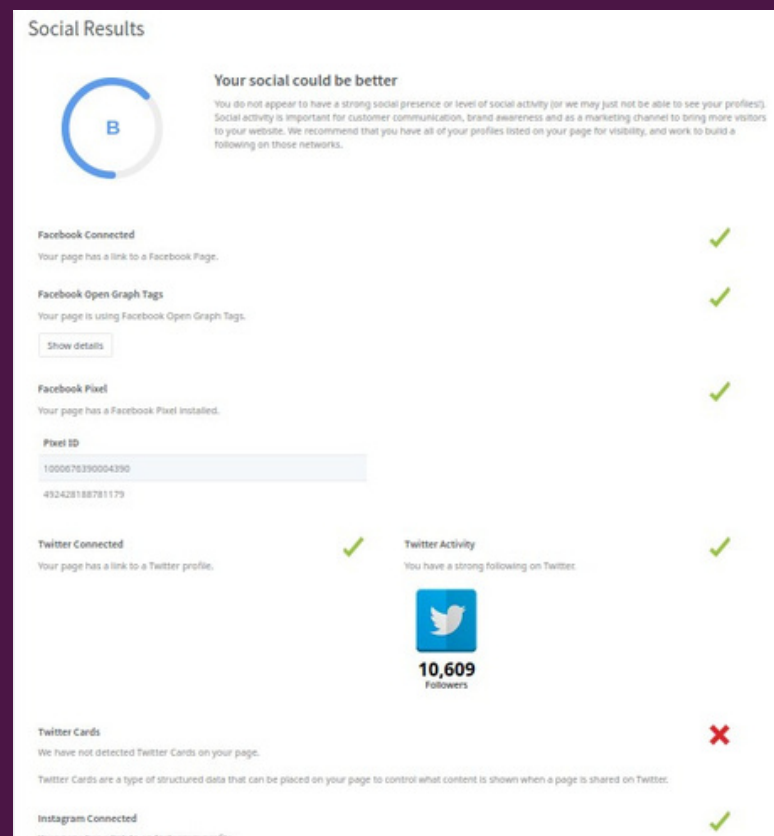 Social Results
B
Your social could be better
You do not appear to have a strong social presence or level of social activity (or we may just not be able to see your profiles!).
Social activity is important for customer communication, brand awareness and as a marketing channel to bring more visitors
to your website. We recommend that you have all of your profiles listed on your page for visibility, and work to build a
following on those networks.
Facebook Connected
Your page has a link to a Facebook Page.
Facebook Open Graph Tags
Your page is using Facebook Open Graph Tags.
Show details
Facebook Pixel
Your page has a Facebook Pixel installed.
Pixel ID
1000676390004390
492428188781179
Twitter Connected
Your page has a link to a Twitter profile.
Twitter Activity
You have a strong following on Twitter.
10,609
Followers
Twitter Cards
We have not detected Twitter Cards on your page.
Twitter Cards are a type of structured data that can be placed on your page to control what content is shown when a page is shared on Twitter.
Instagram Connected